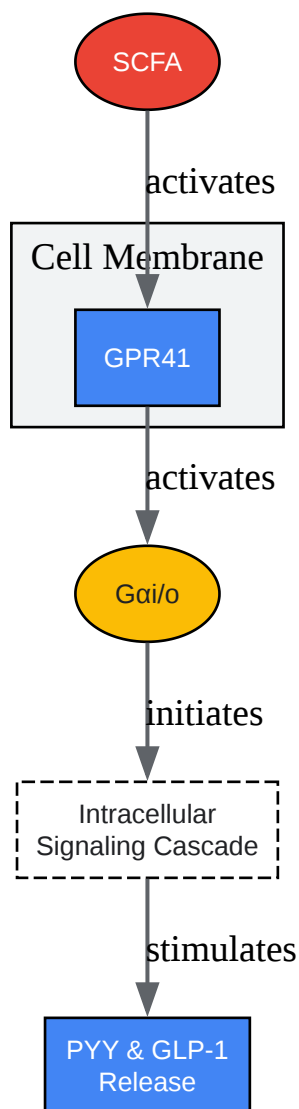 SCFA
activates
Cell Membrane
GPR41
activates
Gαi/o
initiates
Intracellular
Signaling Cascade
stimulates
PYY & GLP-1
Release